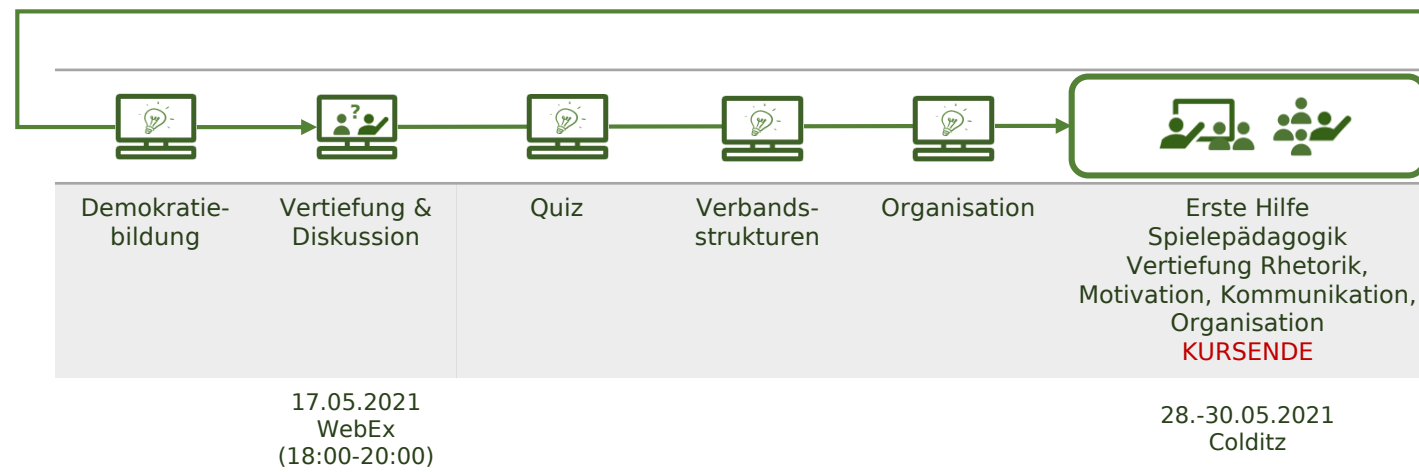 ?
Demokratie-
bildung
Vertiefung &
Diskussion
Quiz
Verbands-
strukturen
Organisation
Erste Hilfe
Spielepädagogik
Vertiefung Rhetorik,
Motivation, Kommunikation,
Organisation
KURSENDE
17.05.2021
WebEx
(18:00-20:00)
28.-30.05.2021
Colditz